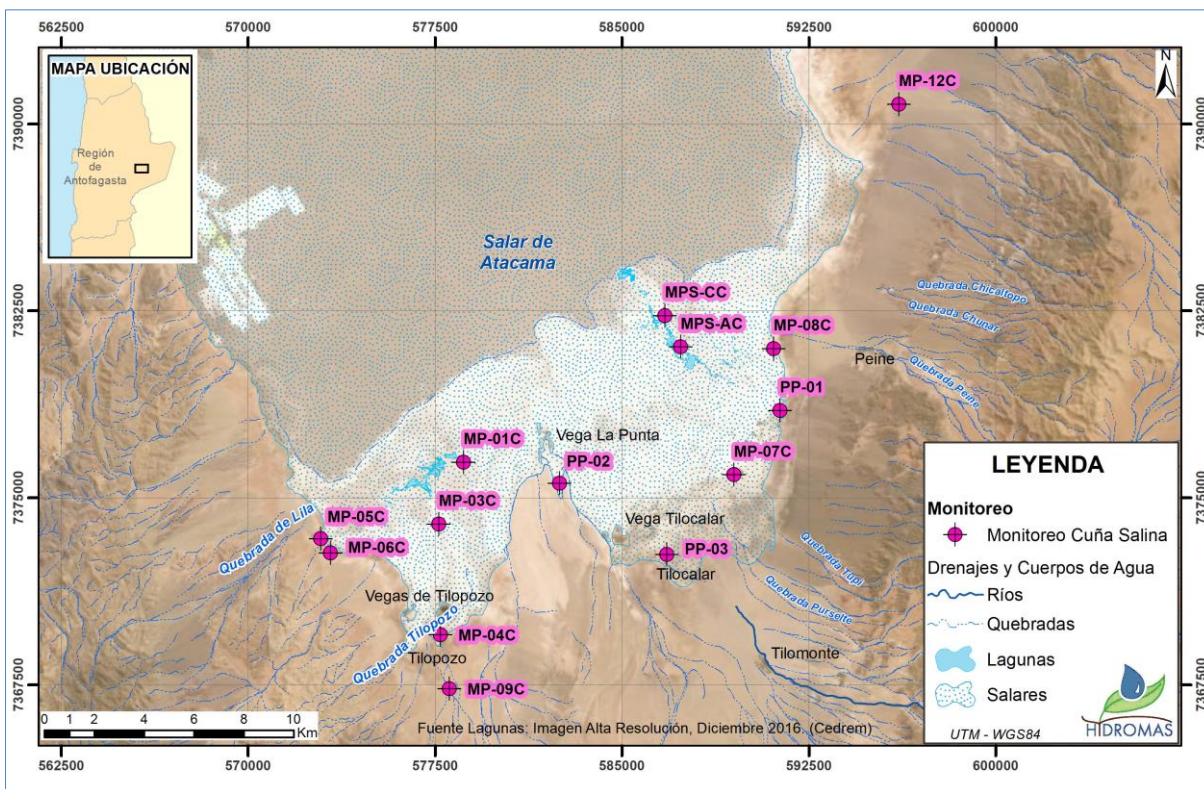 562500 570000 577500 585000 592500 600000
MAPA UBICACIÓN
Región
de
Antofagasta
N
MP-12C
7390000 7390000
Salar de
Atacama
MPS-CC
Quebrada Chicaltopo
7382500 7382500
Quebrada Chunar
MPS-AC
MP-08C
Peine
Quebrada Peine
PP-01
Vega La Punta
MP-01C
PP-02
MP-07C
7375000 7375000
MP-03C
Vega Tilocalar
MP-05C
Quebrada de Lila
MP-06C
PP-03
Tilocalar
Quebrada Tupi
Quebrada Purseite
Vegas de Tilopozo
Quebrada Tilopozo
MP-04C
Tilopozo
Tilomonte
MP-09C
7367500 7367500
LEYENDA
Monitoreo
Monitoreo Cuña Salina
Drenajes y Cuerpos de Agua
Ríos
Quebradas
Lagunas
Salares
HIDROMAS
UTM - WGS84
0 1 2 4 6 8 10
Km
Fuente Lagunas: Imagen Alta Resolución, Diciembre 2016. (Cedrem)
562500 570000 577500 585000 592500 600000